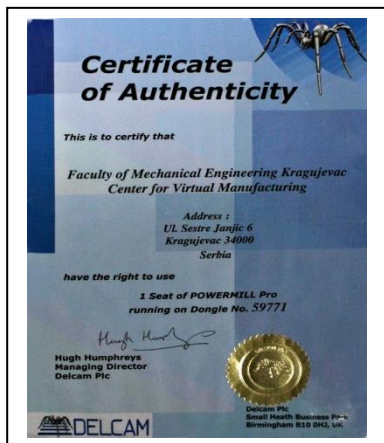 Certificate
of Authenticity
This is to certify that
Faculty of Mechanical Engineering Kragujevac
Center for Virtual Manufacturing
Address :
Ul. Sestre Janjic 6
Kragujevac 34000
Serbia
have the right to use
1 Seat of POWERMILL Pro
running on Dongle No. 59771
Hugh Humphreys
Managing Director
Delcam Plc
DELCAM
Delcam Plc
Small Heath Business Park
Birmingham B10 0HJ, UK